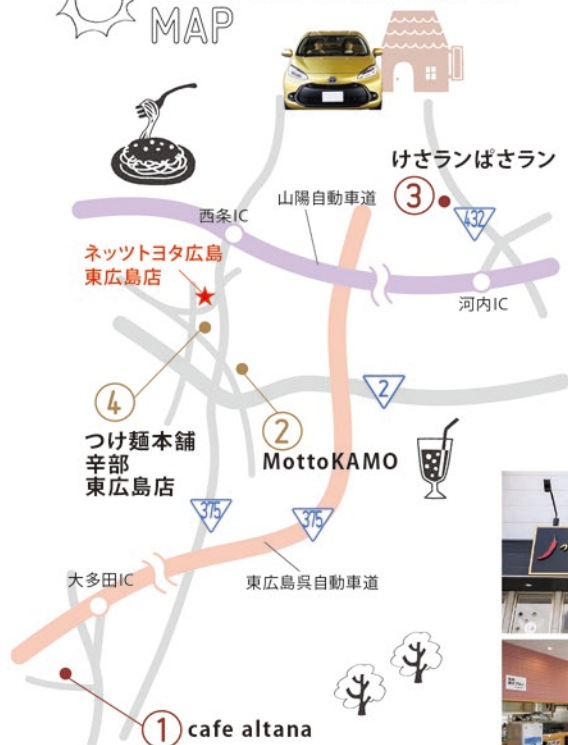 MAP
けさランぱさラン
③
山陽自動車道
432
西条IC
ネッツトヨタ広島
東広島店
河内IC
④
つけ麺本舗
辛部
東広島店
②
MottoKAMO
2
375
375
大多田IC
東広島呉自動車道
① cafe altana
つ